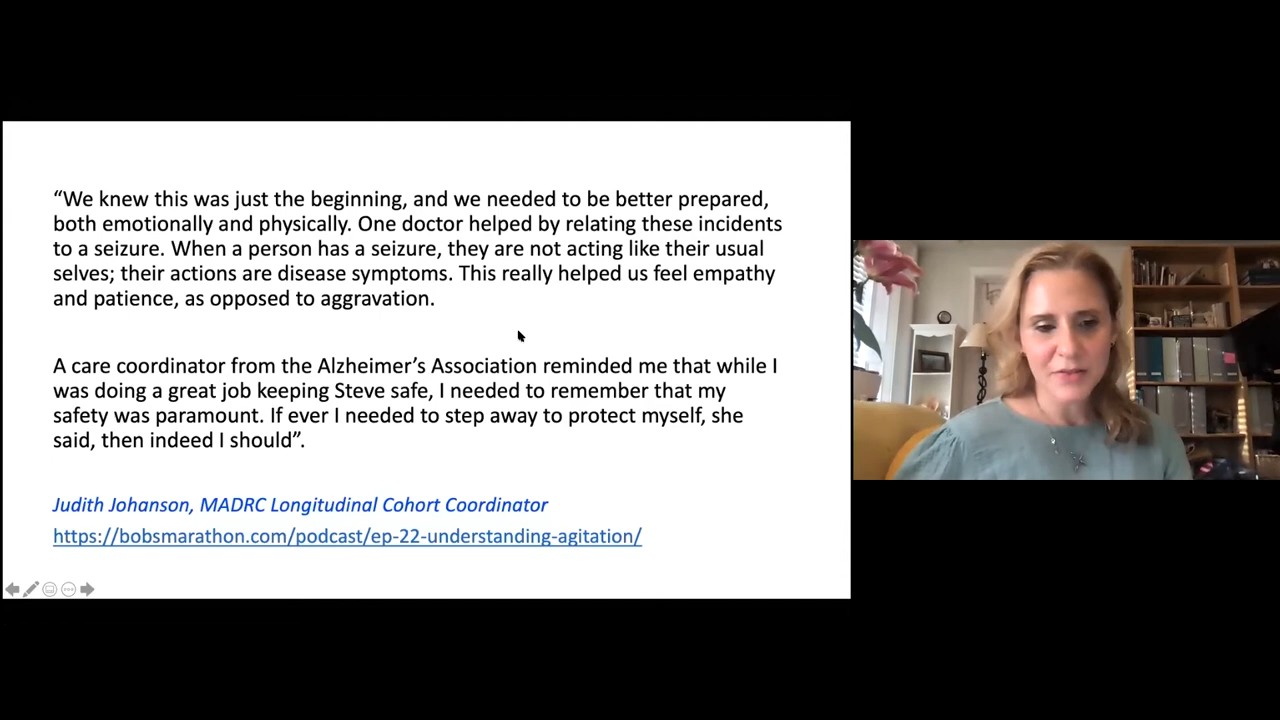 “We knew this was just the beginning, and we needed to be better prepared,
both emotionally and physically. One doctor helped by relating these incidents
to a seizure. When a person has a seizure, they are not acting like their usual
selves; their actions are disease symptoms. This really helped us feel empathy
and patience, as opposed to aggravation.
A care coordinator from the Alzheimer’s Association reminded me that while I
was doing a great job keeping Steve safe, I needed to remember that my
safety was paramount. If ever I needed to step away to protect myself, she
said, then indeed I should”.
Judith Johanson, MADRC Longitudinal Cohort Coordinator
https://bobsmarathon.com/podcast/ep-22-understanding-agitation/